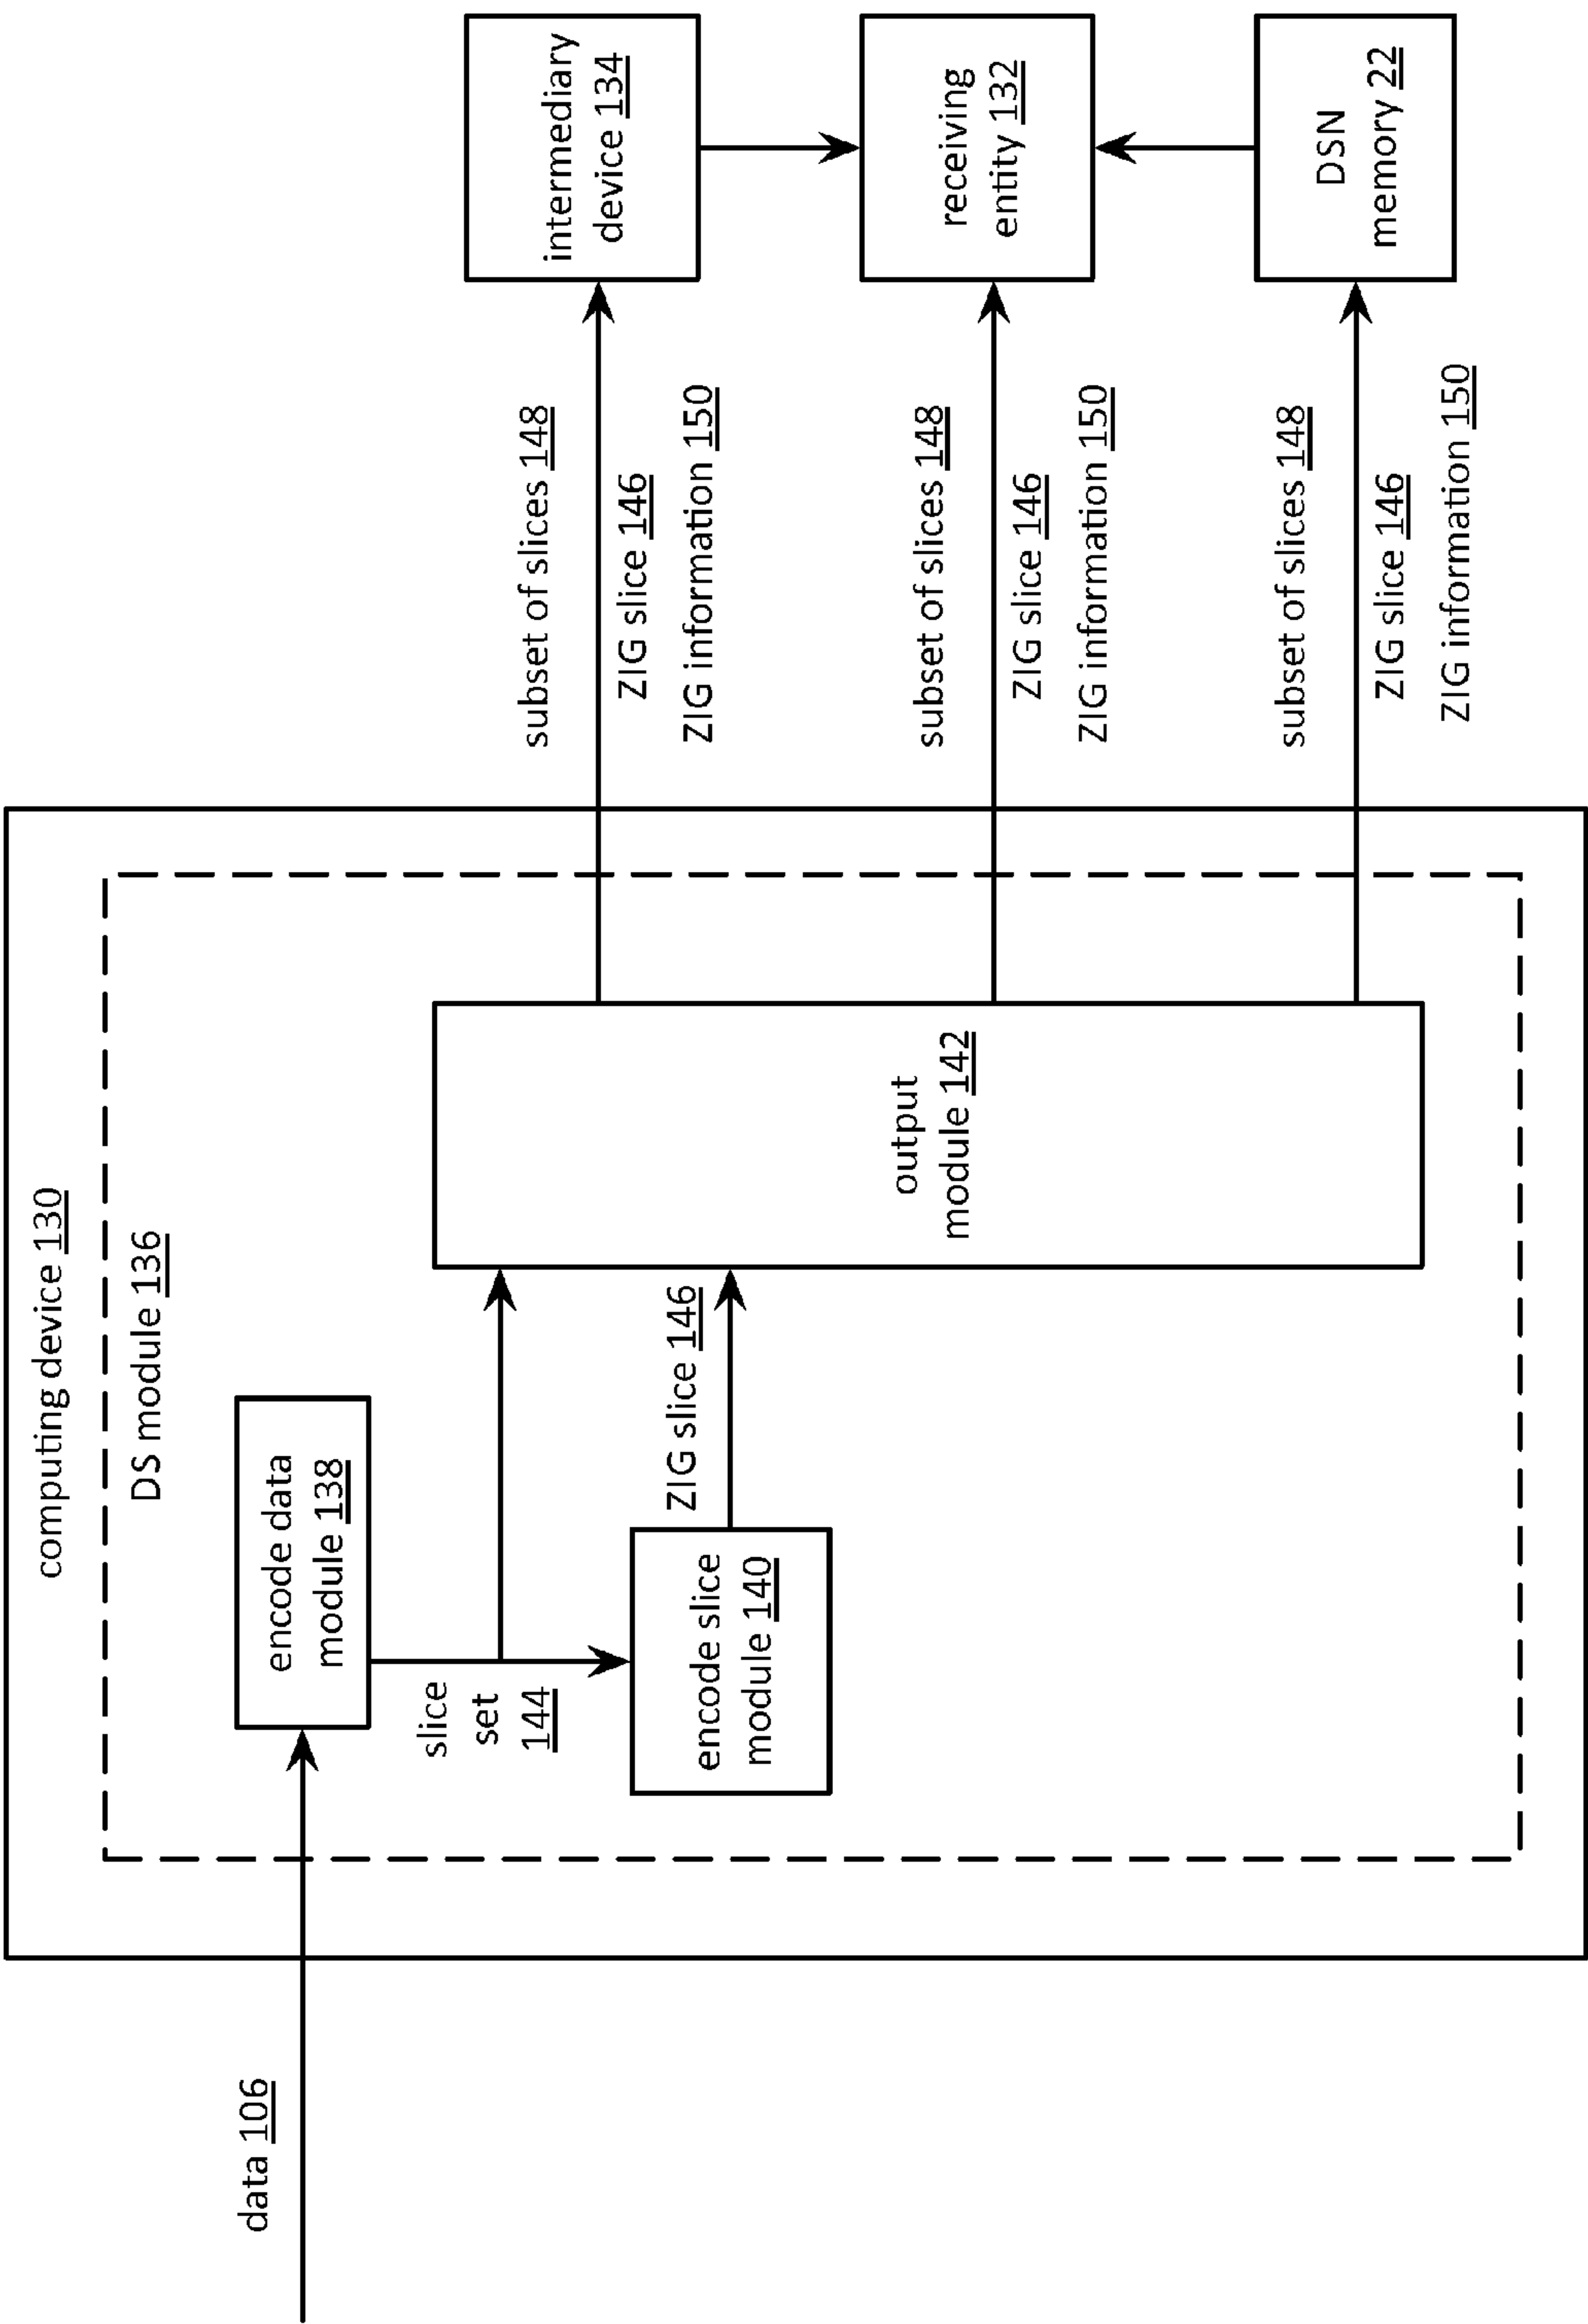 computing device 130
DS module 136
data 106
encode data
module 138
slice
set
144
encode slice
module 140
ZIG slice 146
output
module 142
subset of slices 148
ZIG slice 146
ZIG information 150
subset of slices 148
ZIG slice 146
ZIG information 150
subset of slices 148
ZIG slice 146
ZIG information 150
intermediary
device 134
receiving
entity 132
DSN
memory 22